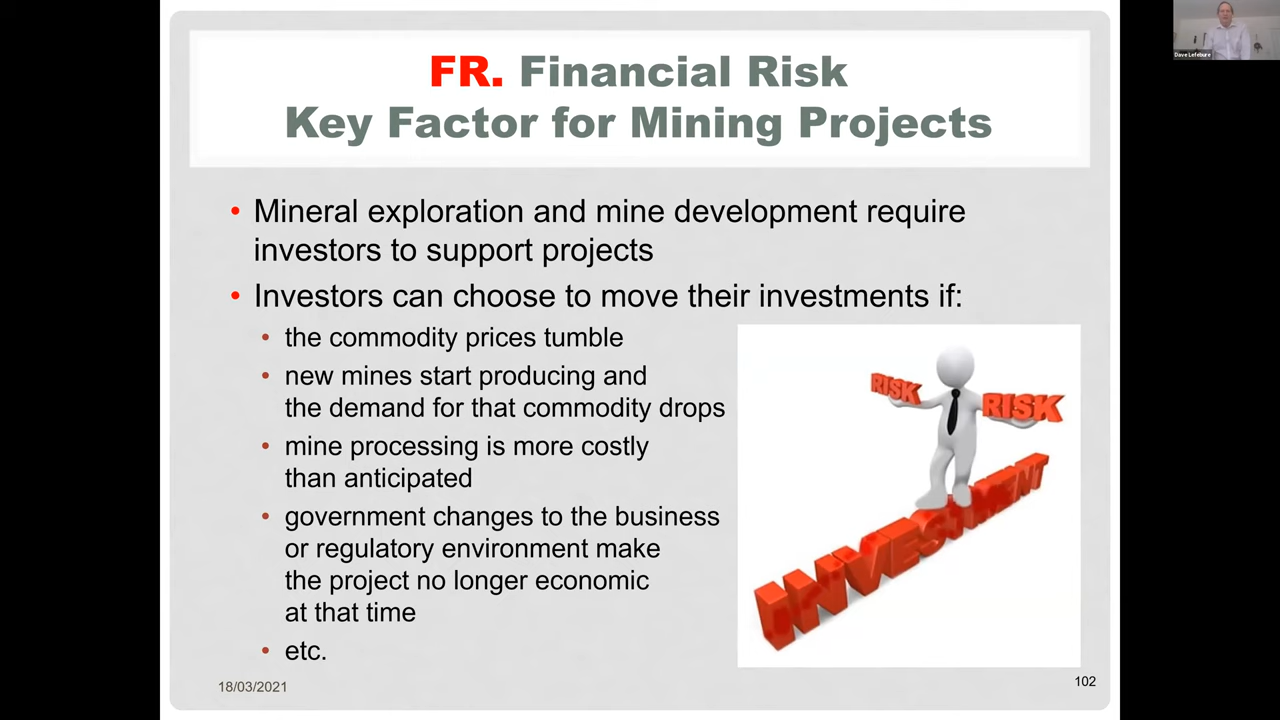 FR. Financial Risk
Key Factor for Mining Projects
• Mineral exploration and mine development require
investors to support projects
• Investors can choose to move their investments if:
• the commodity prices tumble
• new mines start producing and
the demand for that commodity drops
• mine processing is more costly
than anticipated
• government changes to the business
or regulatory environment make
the project no longer economic
at that time
• etc.
RISK
RISK
INVESTMENT
18/03/2021
102
Dave Lefebure